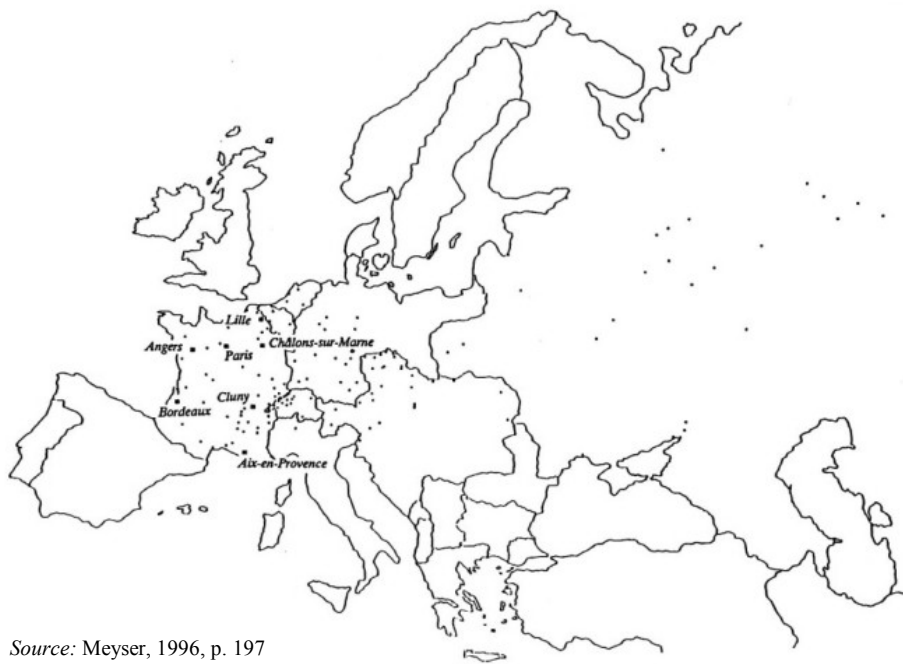 Lille
Angers
Paris
Châlons-sur-Marne
Cluny
Bordeaux
Aix-en-Provence
Source: Meyser, 1996, p. 197